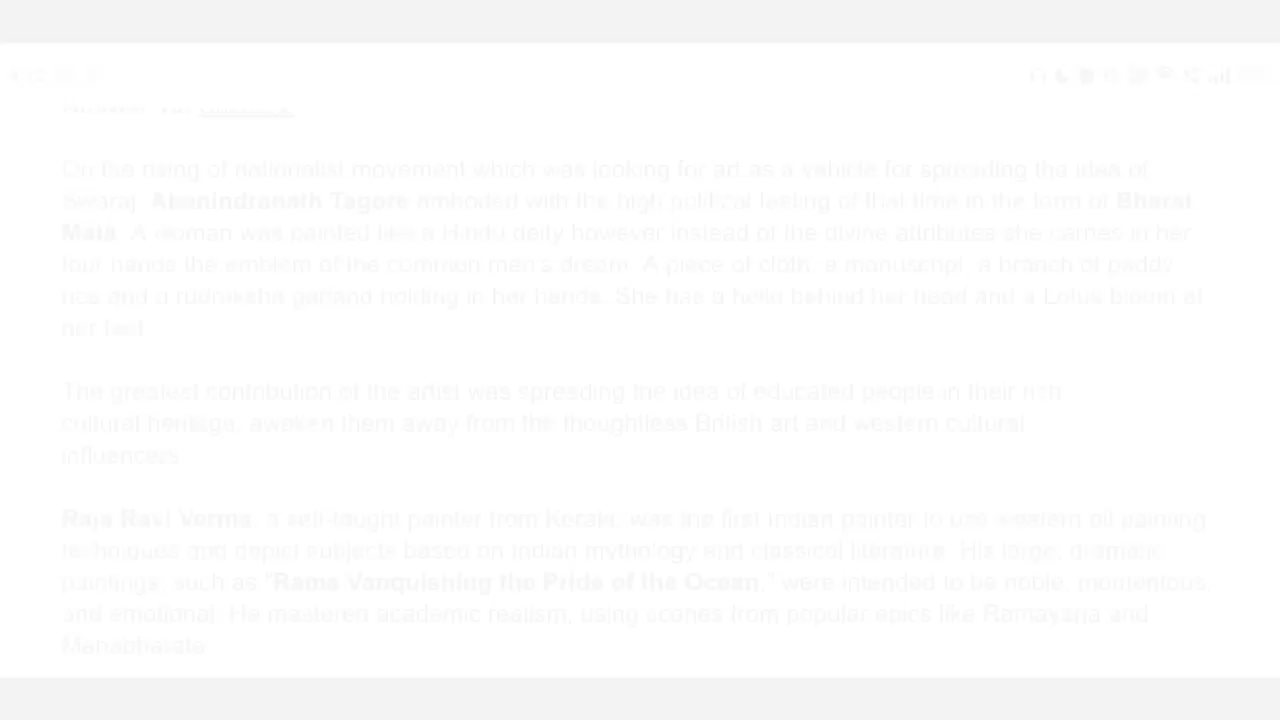 On the rising of nationalist movement which was looking for art as a vehicle for spreading the idea of
Swaraj. Abanindranath Tagore embodied with the high political feeling of that time in the form of Bharat
Mata. A woman was painted like a Hindu deity however instead of the divine attributes she carries in her
four hands the emblem of the common men's dream. A piece of cloth, a manuscript, a branch of paddy
rice and a rudraksha garland holding in her hands. She has a hello behind her head and a Lotus bloom at
her feet.
The greatest contribution of the artist was spreading the idea of educated people in their rish
cultural heritage, awaken them away from the thoughtless British art and western cultural
influencers.
Raja Ravi Varma, a self-taught painter from Kerala, was the first Indian painter to use western oil painting
techniques and depict subjects based on Indian mythology and classical literature. His large, dramatic
paintings, such as "Rama Vanquishing the Pride of the Ocean," were intended to be noble, momentous,
and emotional. He mastered academic realism, using scenes from popular epics like Ramayana and